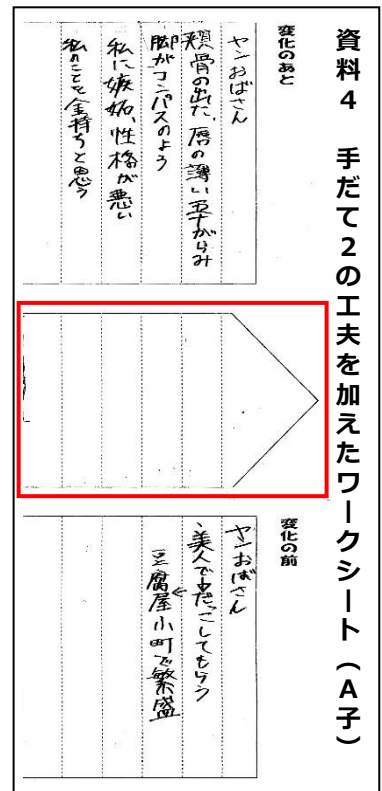 資料4 手だて2の工夫を加えたワークシート（A子）
変化の前
ヤンおばさん
・美人でだっこしてもらう
豆腐屋小町で繁盛
変化のあと
ヤンおばさん
頬骨の出た、唇の薄い五十がらみ
脚がコンパスのよう
私に嫉妬、性格が悪い
私のことを金持ちと思う